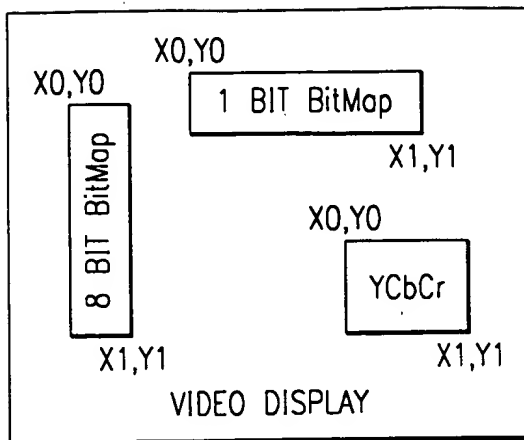 X0,Y0
X0,Y0
1 BIT BitMap
8 BIT BitMap
X1,Y1
X0,Y0
YCbCr
X1,Y1
X1,Y1
VIDEO DISPLAY